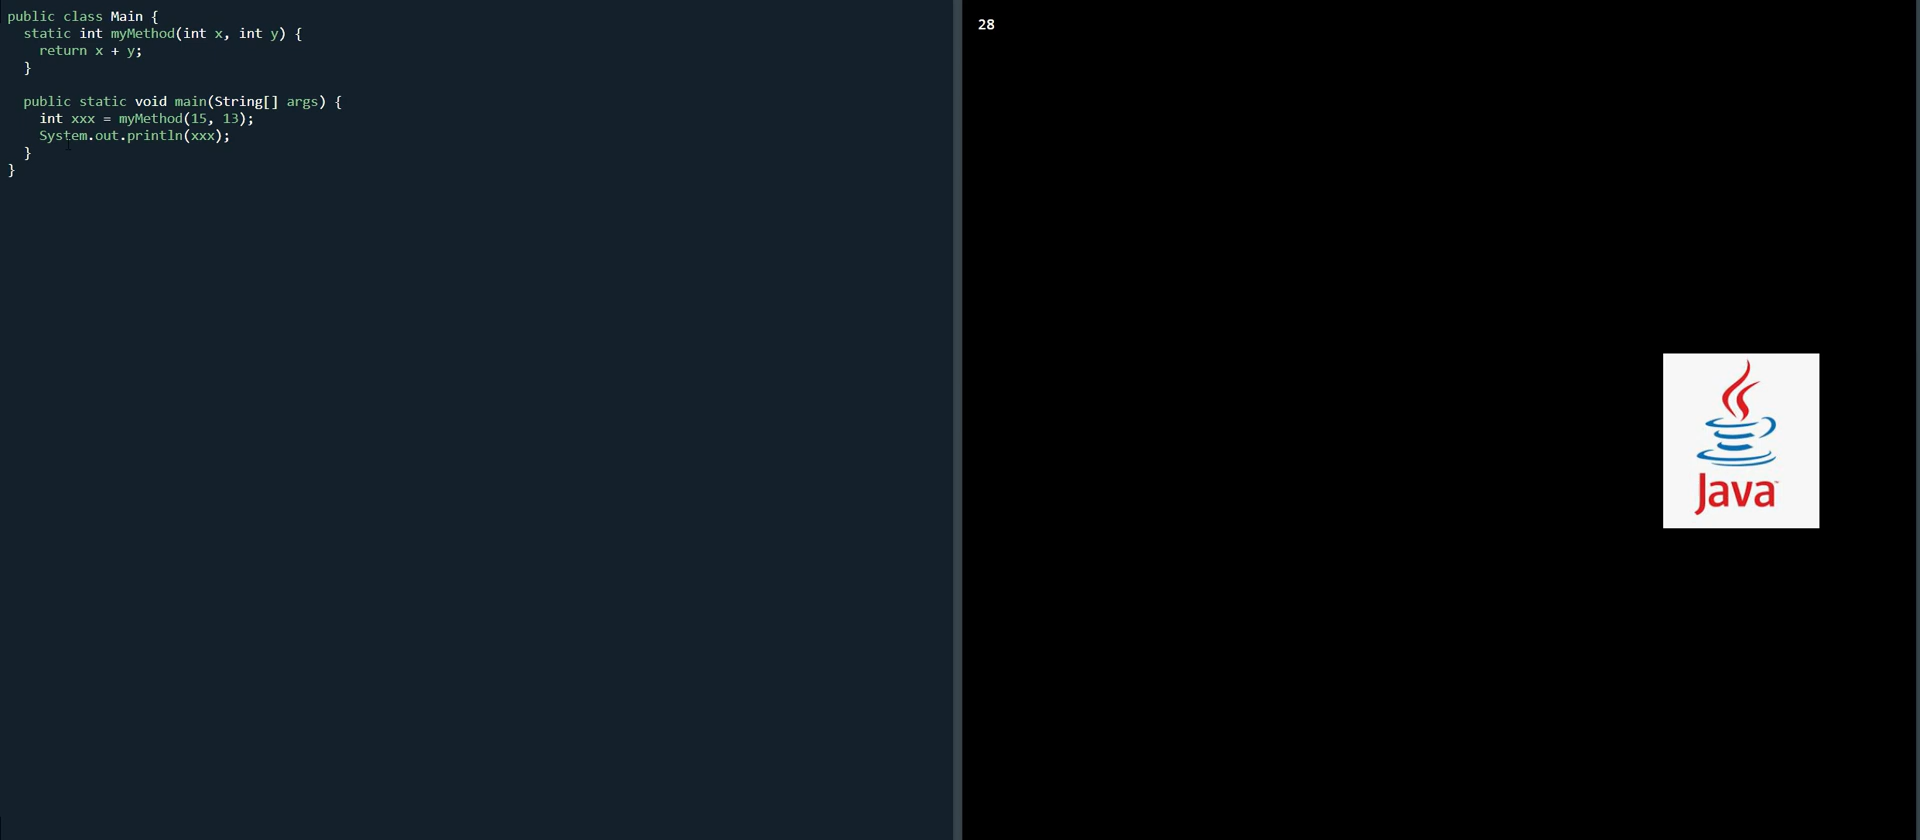 public class Main {
  static int myMethod(int x, int y) {
    return x + y;
  }

  public static void main(String[] args) {
    int xxx = myMethod(15, 13);
    System.out.println(xxx);
  }
}
28
Java™